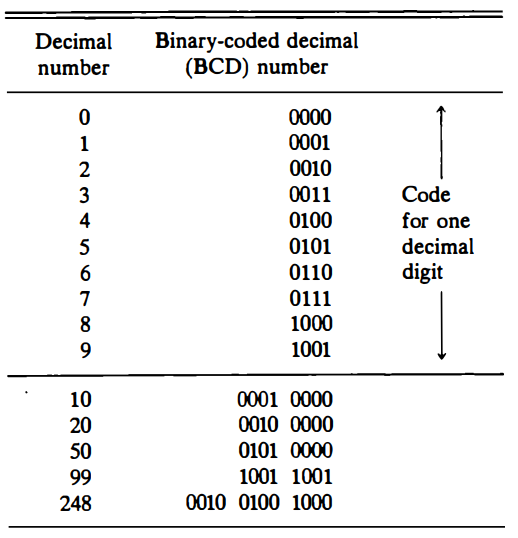 Decimal number Binary-coded decimal (BCD) number
0 0000
1 0001
2 0010
3 0011 Code
4 0100 for one
5 0101 decimal
6 0110 digit
7 0111
8 1000
9 1001
10 0001 0000
20 0010 0000
50 0101 0000
99 1001 1001
248 0010 0100 1000